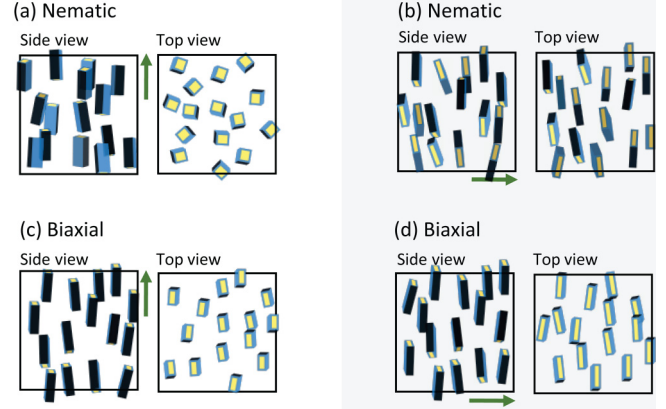 (a) Nematic
Side view
Top view
(b) Nematic
Side view
Top view
(c) Biaxial
Side view
Top view
(d) Biaxial
Side view
Top view